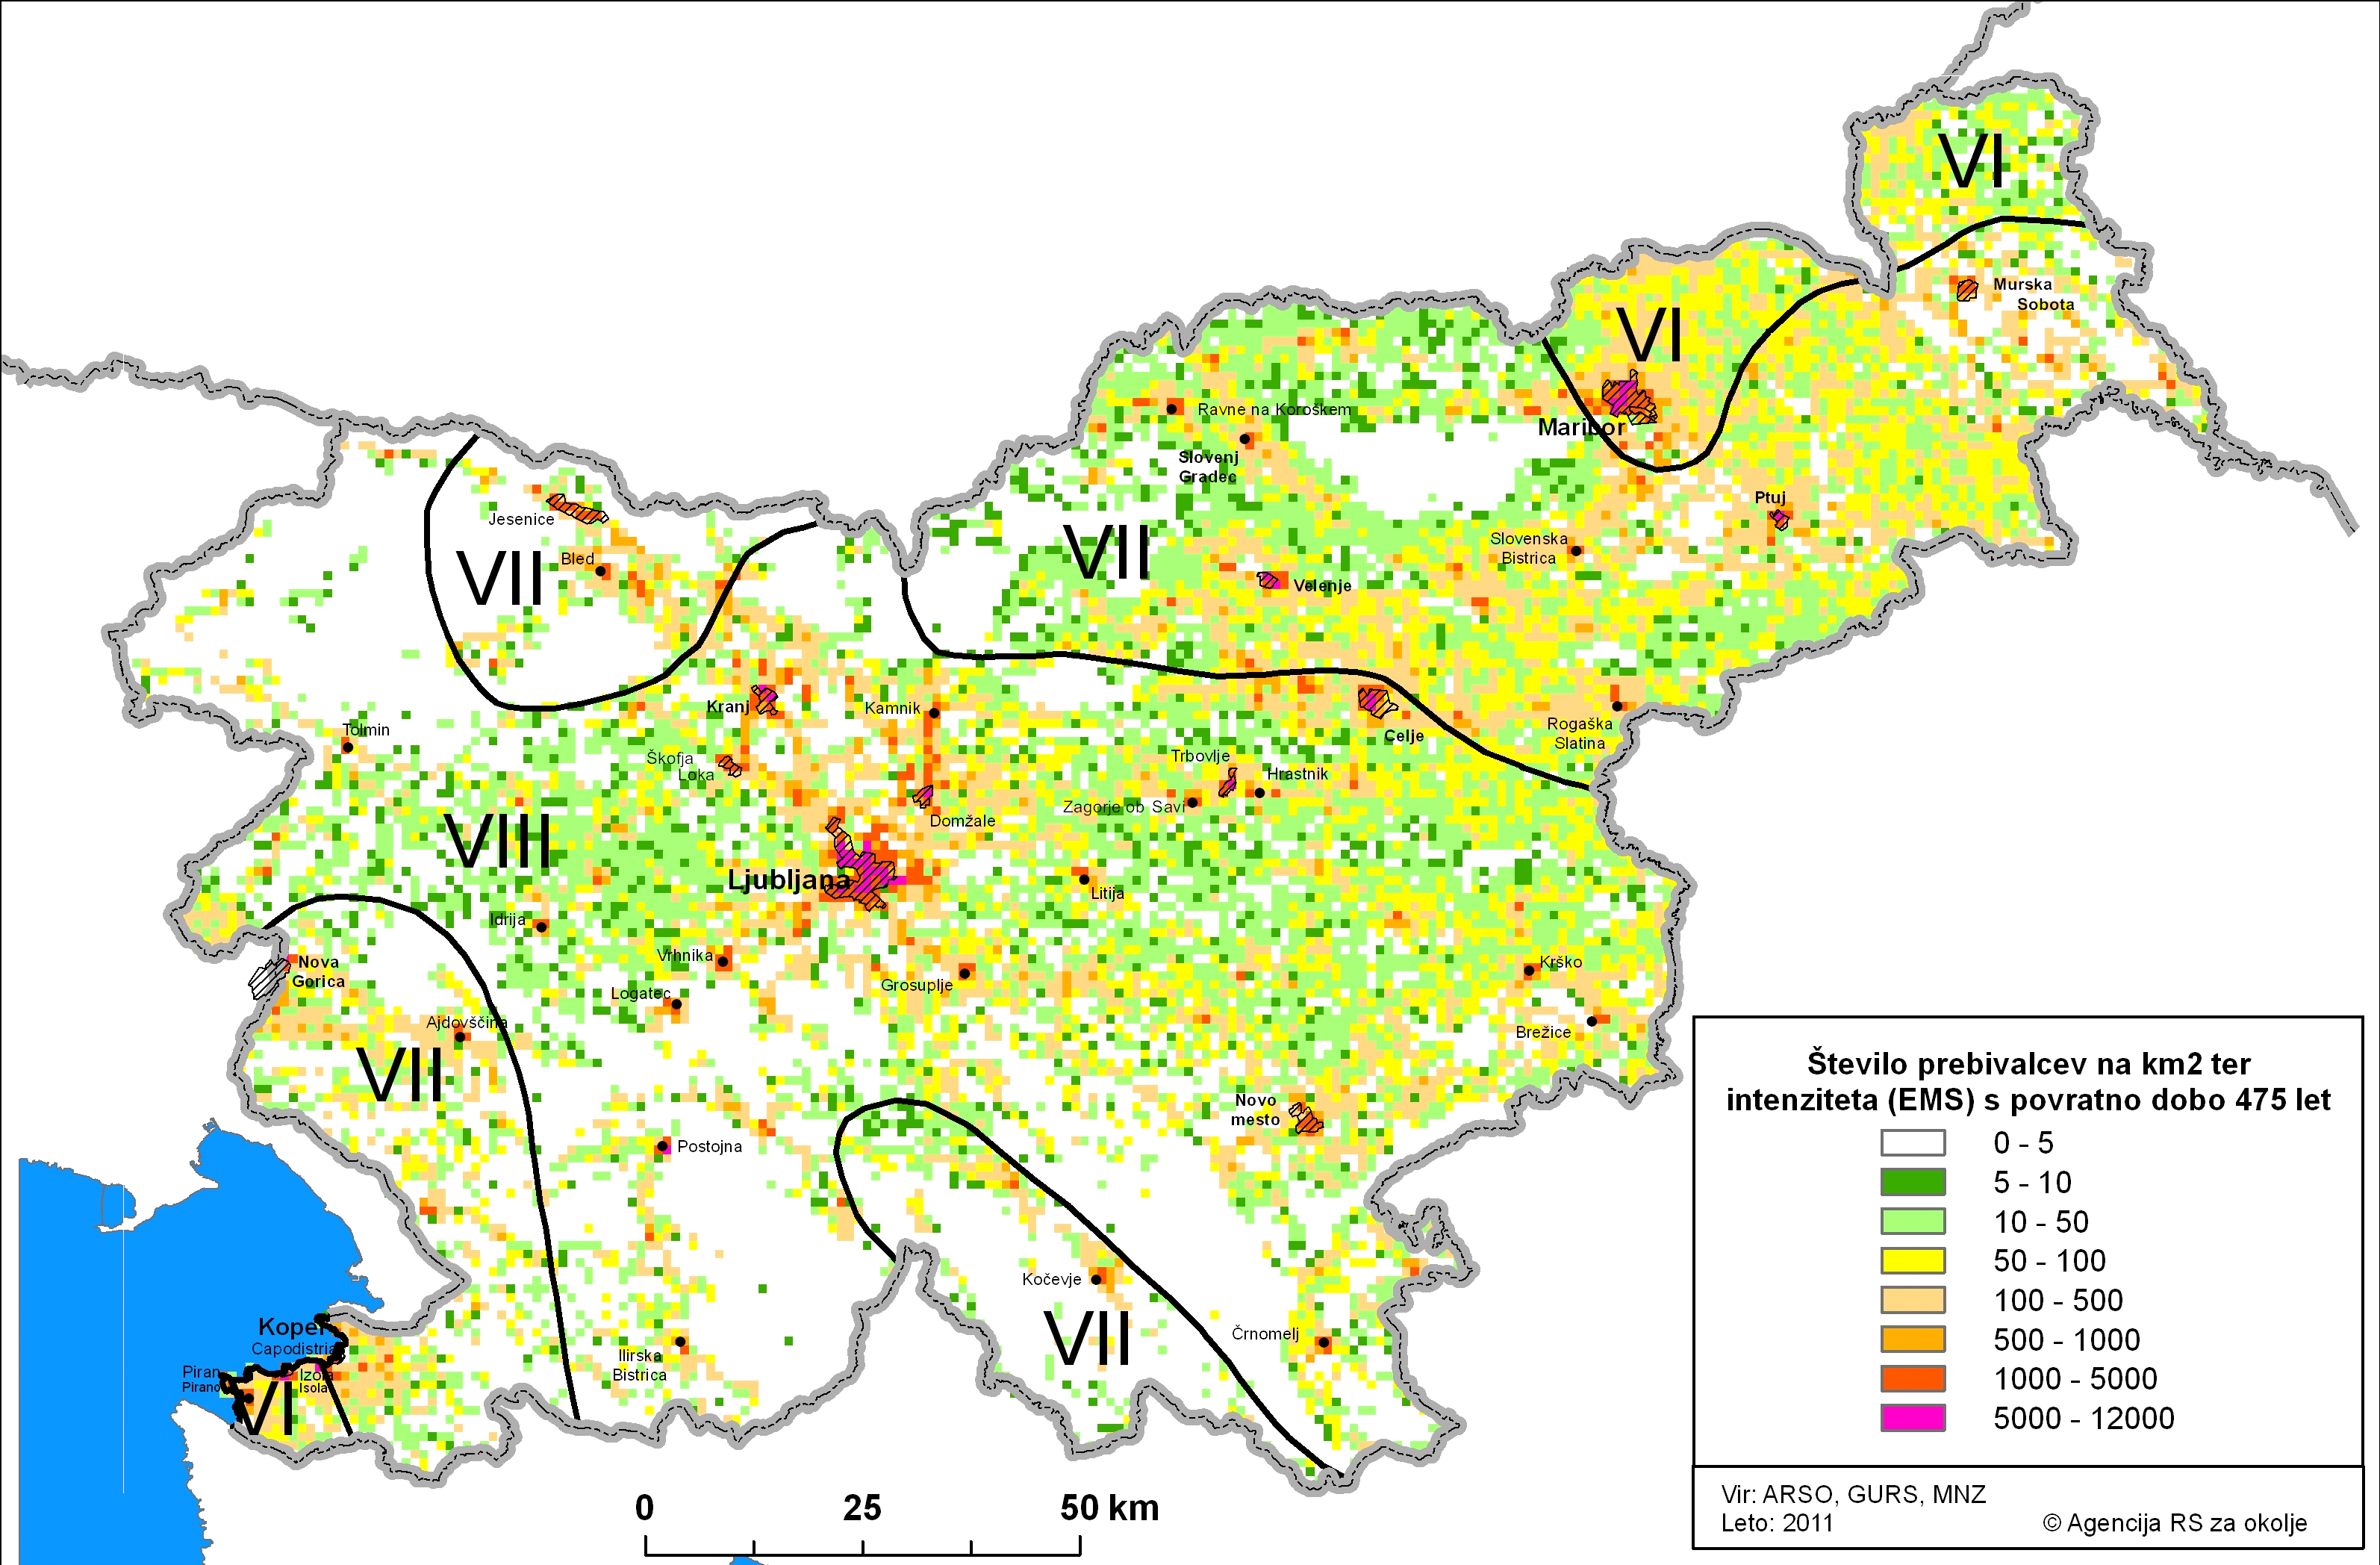 VI
Murska
Sobota
VI
Maribor
Ravne na Koroškem
Slovenj
Gradec
Ptuj
Jesenice
Bled
VII
VII
Slovenska
Bistrica
Velenje
Kranj
Kamnik
Tolmin
Rogaška
Slatina
Celje
Škofja
Loka
Trbovlje
Hrastnik
Zagorje ob Savi
Domžale
VIII
Ljubljana
Litija
Idrija
Vrhnika
Nova
Gorica
Logatec
Grosuplje
Krško
Ajdovščina
Brežice
VII
Novo
mesto
Postojna
Kočevje
VII
Črnomelj
Koper
Capodistria
Ilirska
Bistrica
Piran
Pirano
Izola
Isola
VI
Število prebivalcev na km2 ter
intenziteta (EMS) s povratno dobo 475 let
0 - 5
5 - 10
10 - 50
50 - 100
100 - 500
500 - 1000
1000 - 5000
5000 - 12000
Vir: ARSO, GURS, MNZ
Leto: 2011
© Agencija RS za okolje
0 25 50 km